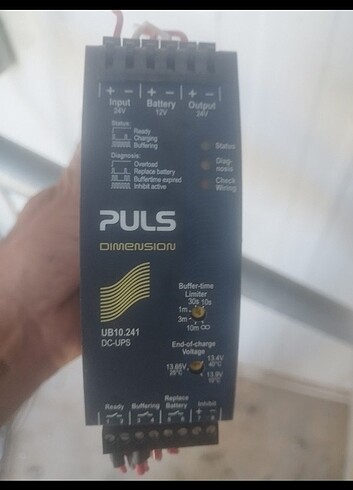 + − + − + −
Input Battery Output
24V 12V 24V
Status:
Ready
Charging
Buffering
Diagnosis:
Overload
Replace battery
Buffertime expired
Inhibit active
Status
Diag-
nosis
Check
Wiring
PULS
DIMENSION
UB10.241
DC-UPS
Buffer-time
Limiter
30s 10s
1m
3m
10m ∞
End-of-charge
Voltage
13.4V
40°C
13.65V
25°C
13.9V
10°C
Ready Buffering Replace
Battery Inhibit